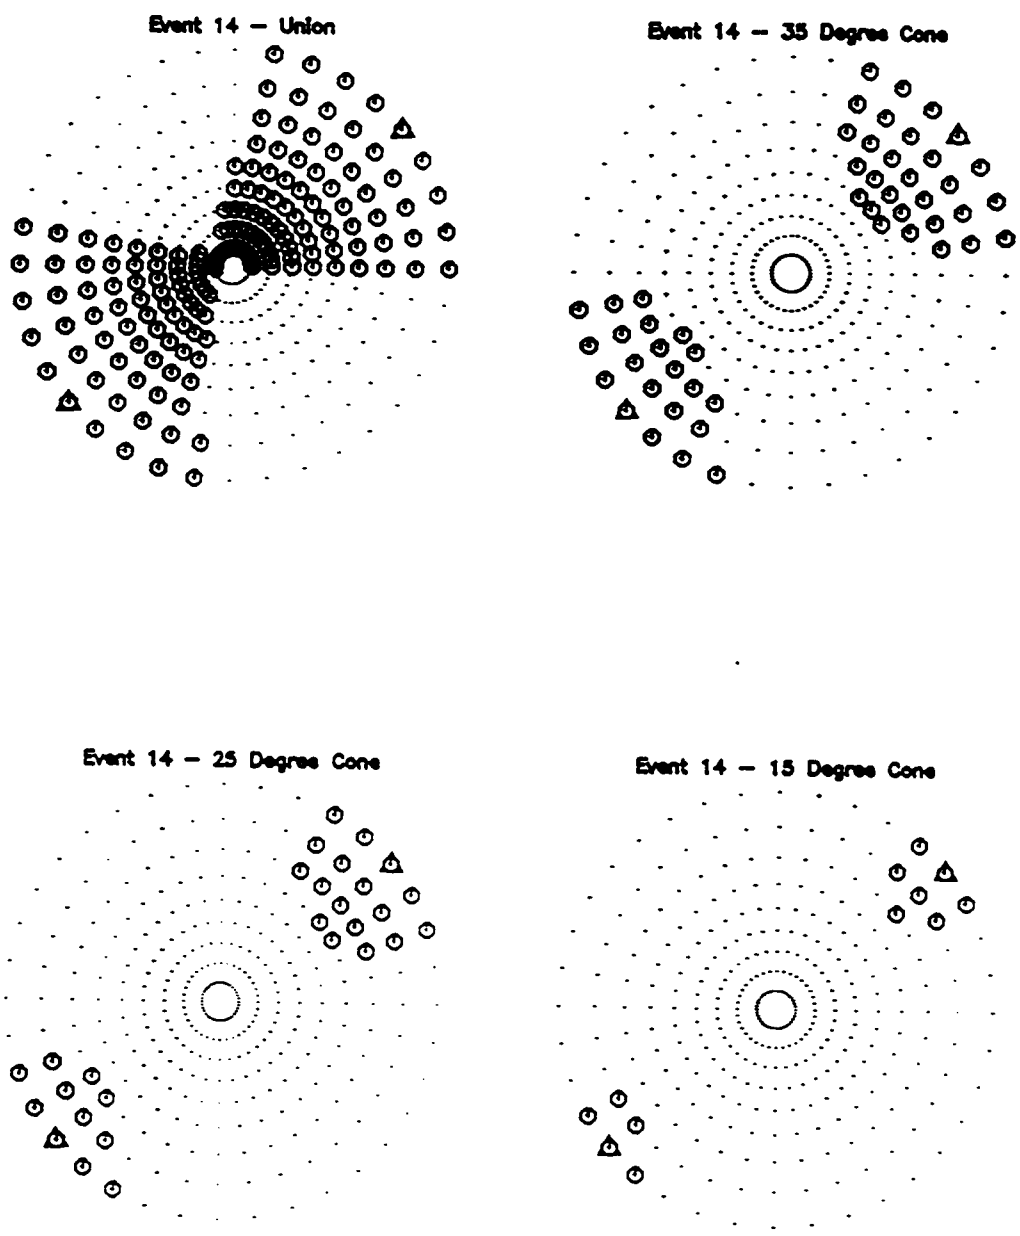 Event 14 - Union
Event 14 - 35 Degree Cone
Event 14 - 25 Degree Cone
Event 14 - 15 Degree Cone